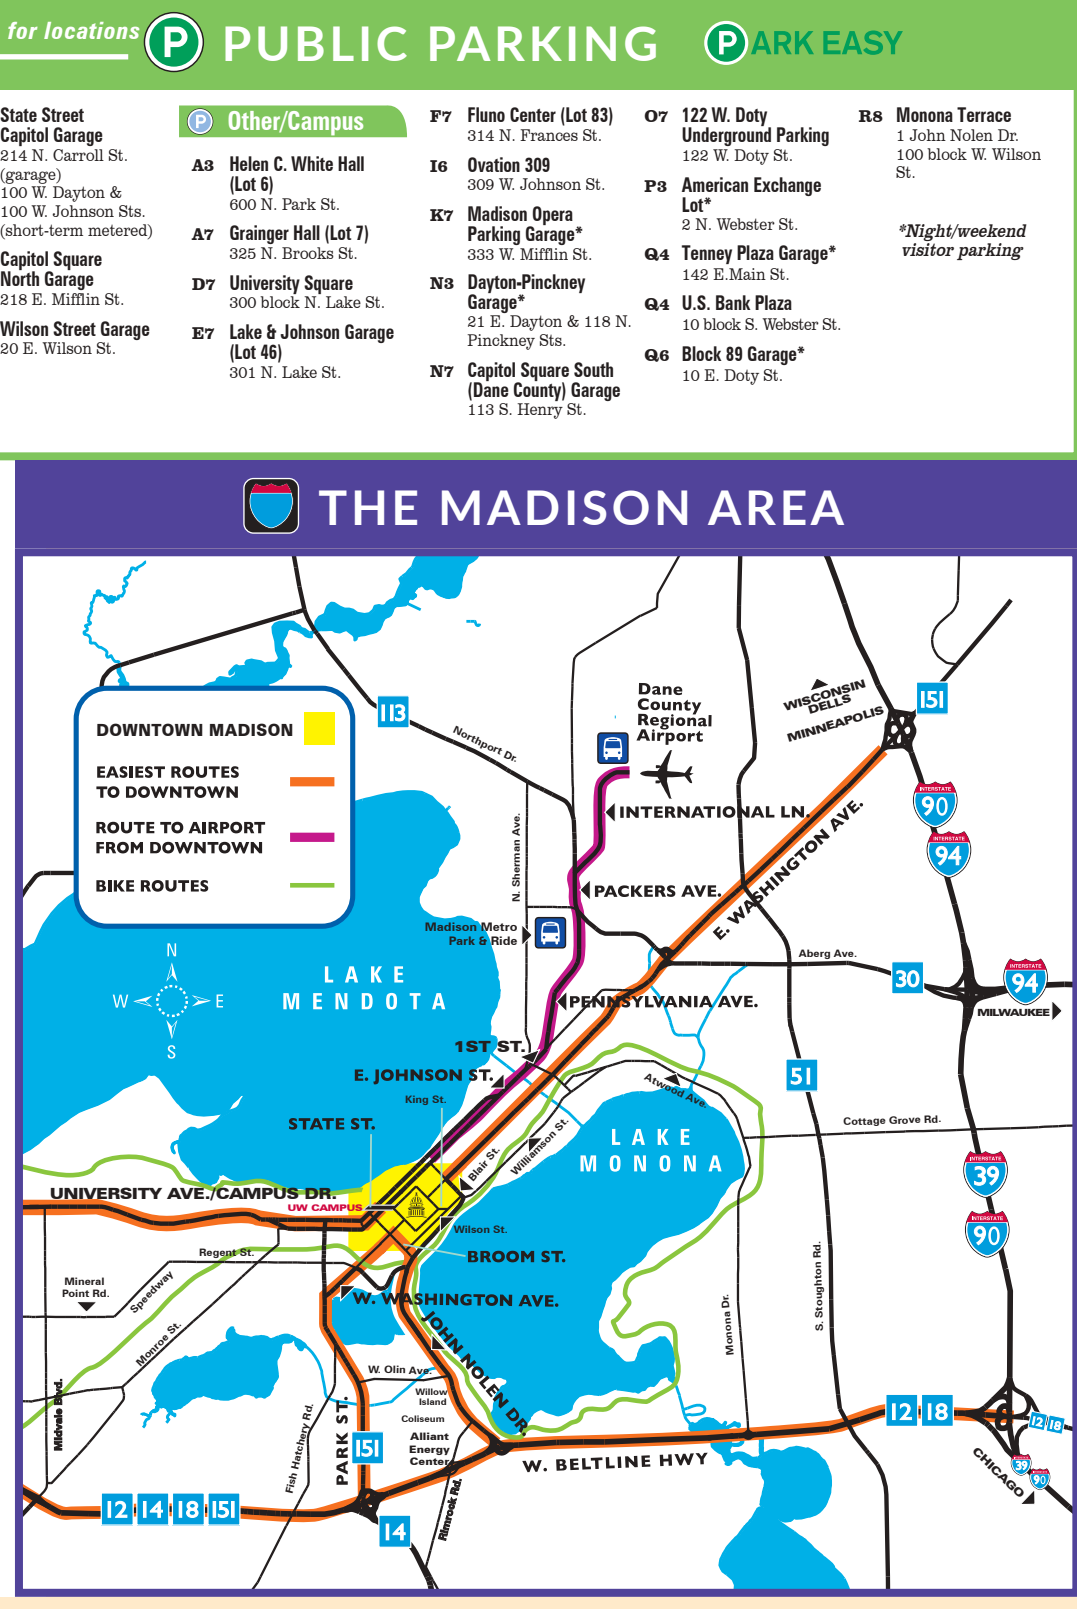 for locations
P
PUBLIC PARKING
P
ARK EASY
State Street
Capitol Garage
214 N. Carroll St.
(garage)
100 W. Dayton &
100 W. Johnson Sts.
(short-term metered)
Capitol Square
North Garage
218 E. Mifflin St.
Wilson Street Garage
20 E. Wilson St.
P Other/Campus
A3 Helen C. White Hall
(Lot 6)
600 N. Park St.
A7 Grainger Hall (Lot 7)
325 N. Brooks St.
D7 University Square
300 block N. Lake St.
E7 Lake & Johnson Garage
(Lot 46)
301 N. Lake St.
F7 Fluno Center (Lot 83)
314 N. Frances St.
I6 Ovation 309
309 W. Johnson St.
K7 Madison Opera
Parking Garage*
333 W. Mifflin St.
N3 Dayton-Pinckney
Garage*
21 E. Dayton & 118 N.
Pinckney Sts.
N7 Capitol Square South
(Dane County) Garage
113 S. Henry St.
O7 122 W. Doty
Underground Parking
122 W. Doty St.
P3 American Exchange
Lot*
2 N. Webster St.
Q4 Tenney Plaza Garage*
142 E.Main St.
Q4 U.S. Bank Plaza
10 block S. Webster St.
Q6 Block 89 Garage*
10 E. Doty St.
R8 Monona Terrace
1 John Nolen Dr.
100 block W. Wilson
St.
*Night/weekend
visitor parking
THE MADISON AREA
DOWNTOWN MADISON
EASIEST ROUTES
TO DOWNTOWN
ROUTE TO AIRPORT
FROM DOWNTOWN
BIKE ROUTES
113
Northport Dr.
Dane
County
Regional
Airport
WISCONSIN
DELLS
MINNEAPOLIS
151
INTERSTATE
90
INTERSTATE
94
INTERNATIONAL LN.
N. Sherman Ave.
PACKERS AVE.
E. WASHINGTON AVE.
Madison Metro
Park & Ride
Aberg Ave.
30
INTERSTATE
94
MILWAUKEE
N
W
E
S
LAKE
MENDOTA
PENNSYLVANIA AVE.
1ST ST.
E. JOHNSON ST.
King St.
STATE ST.
Atwood Ave.
51
Cottage Grove Rd.
LAKE
MONONA
Williamson St.
Blair St.
INTERSTATE
39
INTERSTATE
90
UNIVERSITY AVE./CAMPUS DR.
UW CAMPUS
Wilson St.
BROOM ST.
Regent St.
Mineral
Point Rd.
Speedway
Monroe St.
W. WASHINGTON AVE.
JOHN NOLEN DR.
Monona Dr.
S. Stoughton Rd.
W. Olin Ave.
Willow
Island
Coliseum
Alliant
Energy
Center
Midvale Blvd.
Fish Hatchery Rd.
PARK ST.
151
Rimrock Rd.
W. BELTLINE HWY
12 18
12 18
39
90
CHICAGO
12 14 18 151
14